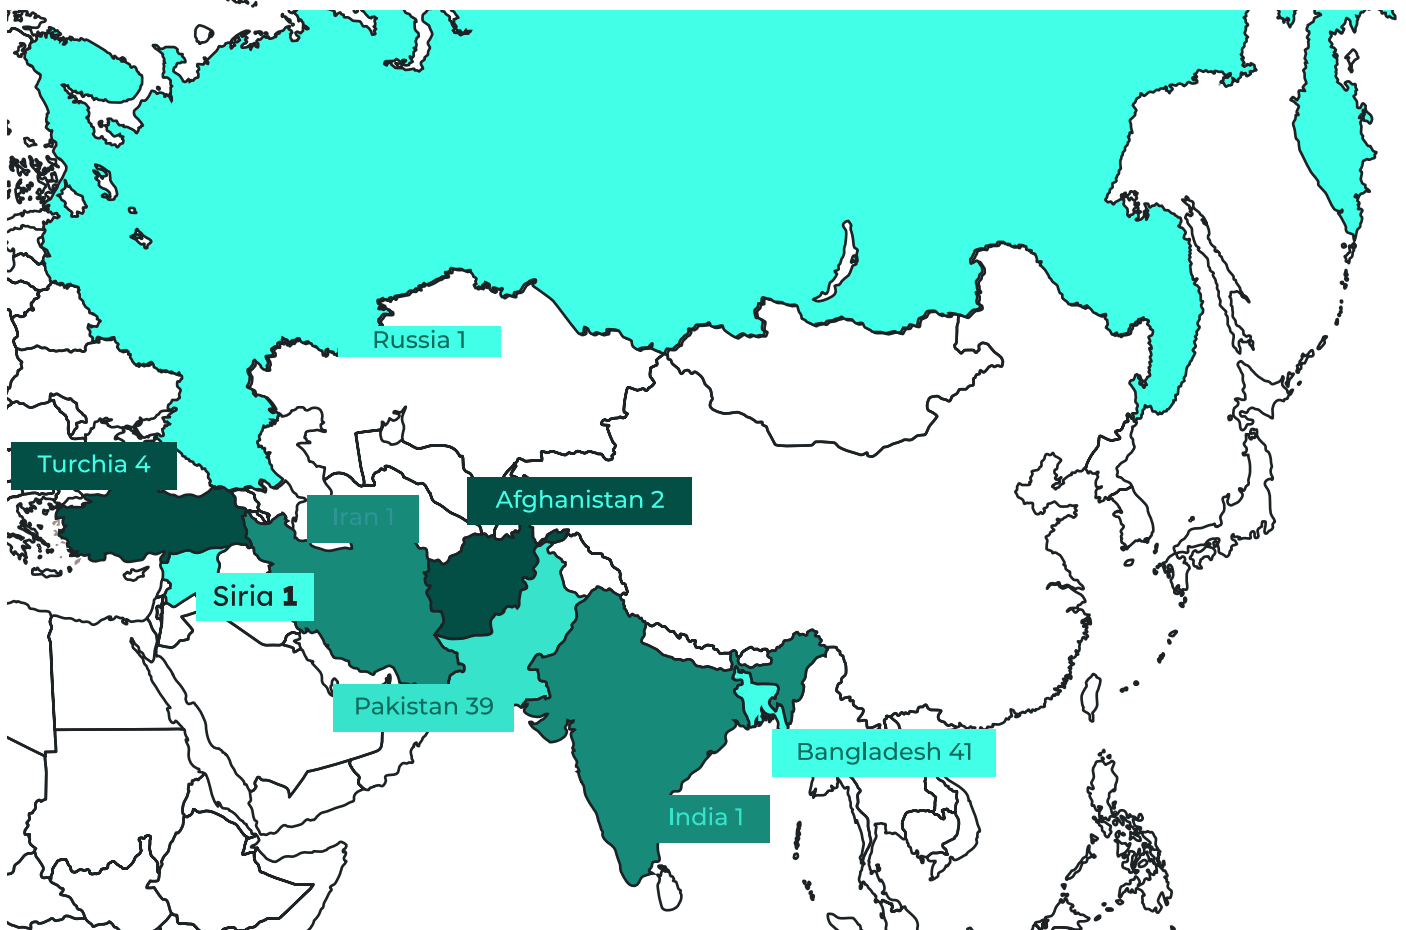 Russia 1
Turchia 4
Afghanistan 2
Iran 1
Siria 1
Pakistan 39
Bangladesh 41
India 1